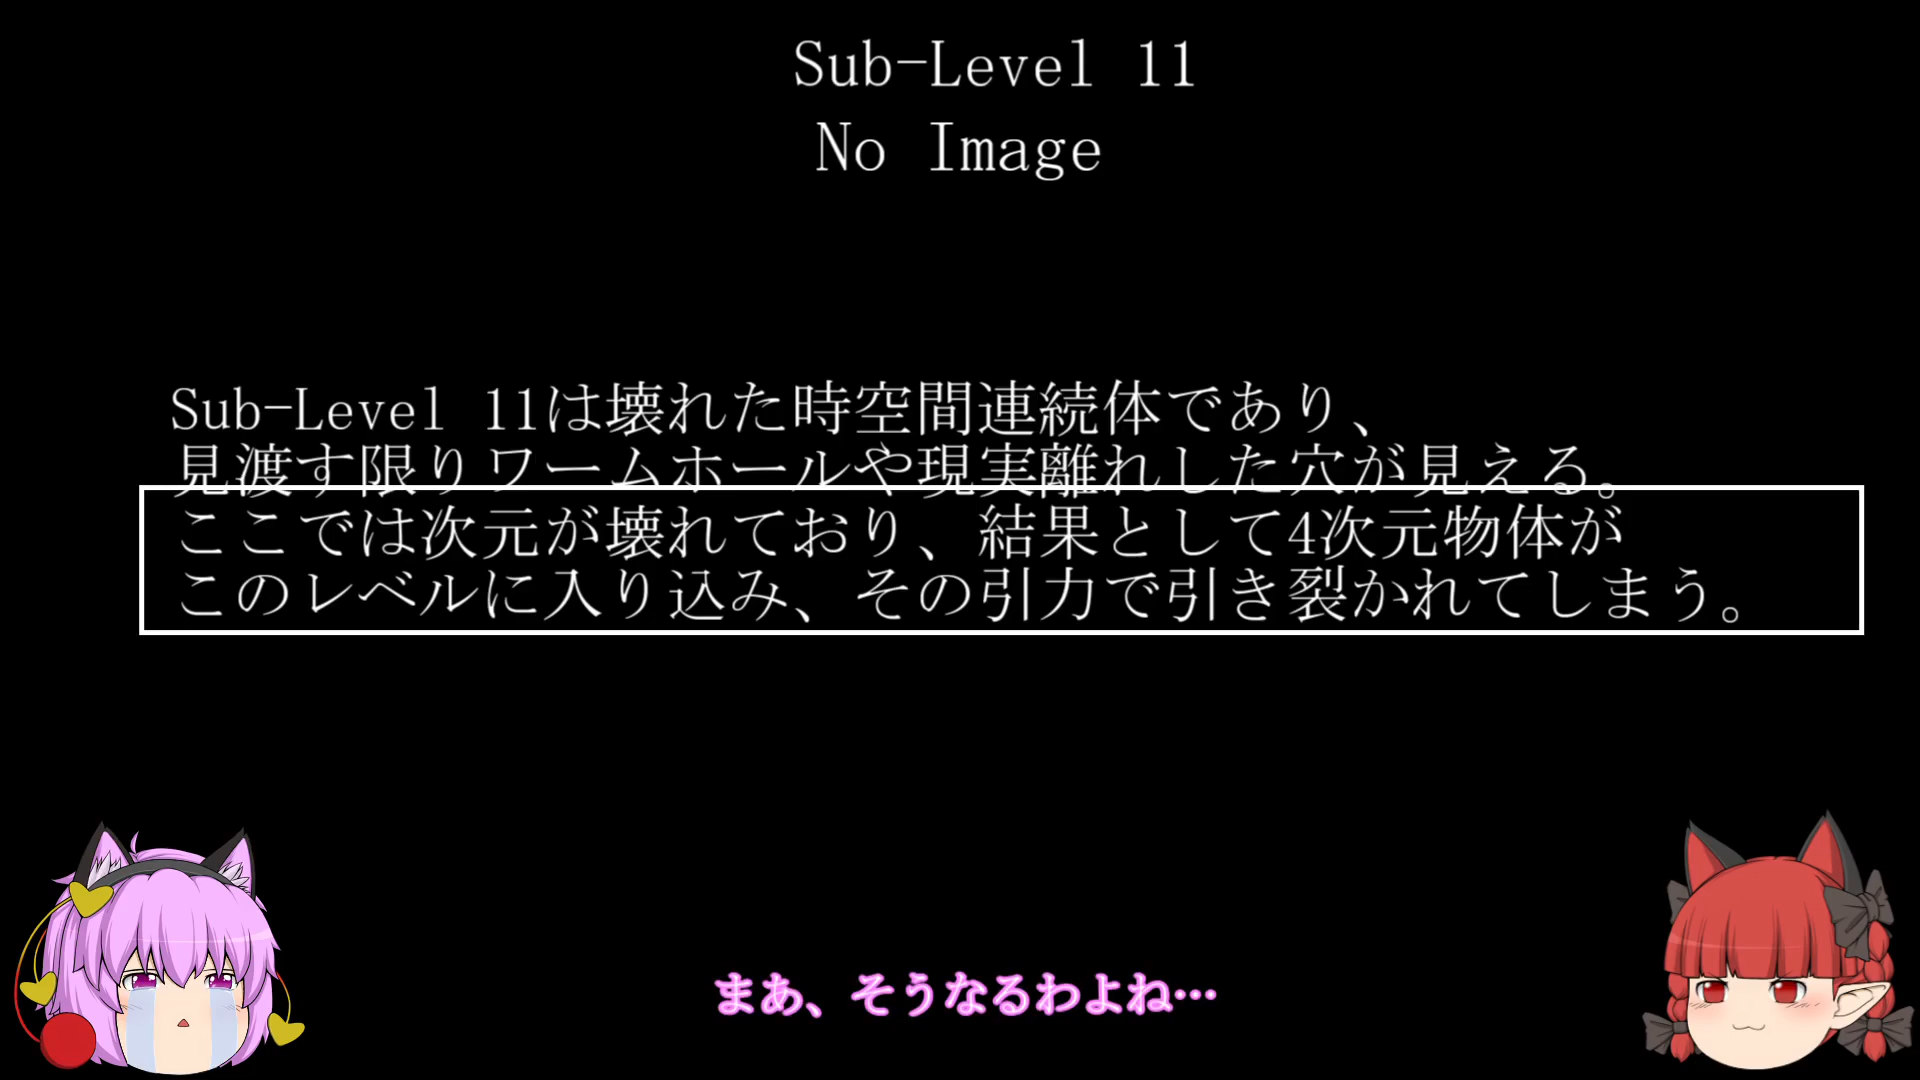 Sub-Level 11
No Image
Sub-Level 11は壊れた時空間連続体であり、
見渡す限りワームホールや現実離れした穴が見える。
ここでは次元が壊れており、結果として4次元物体が
このレベルに入り込み、その引力で引き裂かれてしまう。
まあ、そうなるわよね…